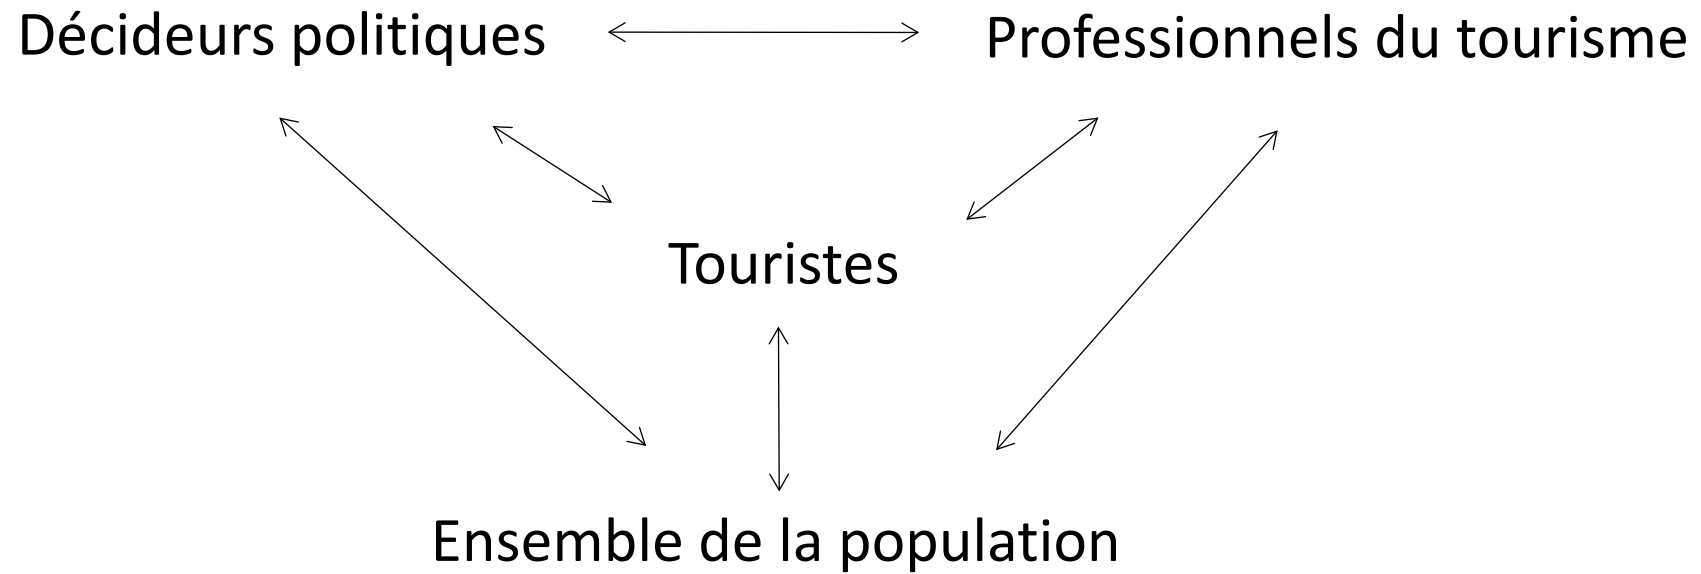 Décideurs politiques
Professionnels du tourisme
Touristes
Ensemble de la population